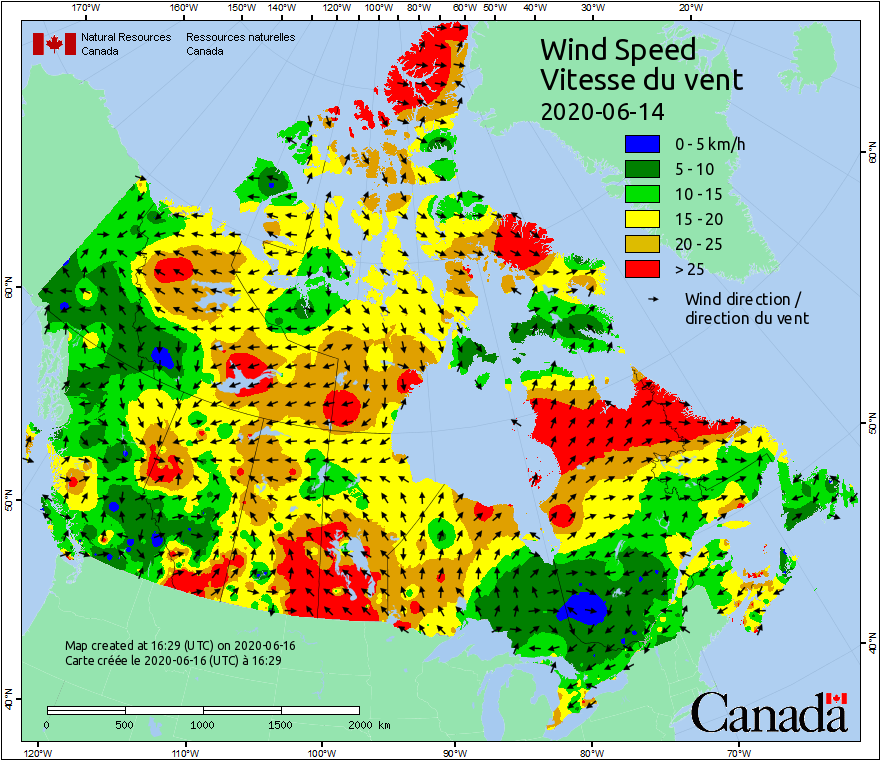 170°W 160°W 150°W 140°W 120°W 100°W 80°W 60°W 50°W 40°W 30°W 20°W
Natural Resources Ressources naturelles
Canada Canada
Wind Speed
Vitesse du vent
2020-06-14
0 - 5 km/h
5 - 10
10 - 15
15 - 20
20 - 25
> 25
Wind direction /
direction du vent
60°N
60°N
50°N
50°N
40°N
40°N
Map created at 16:29 (UTC) on 2020-06-16
Carte créée le 2020-06-16 (UTC) à 16:29
0 500 1000 1500 2000 km
Canada
120°W 110°W 100°W 90°W 80°W 70°W